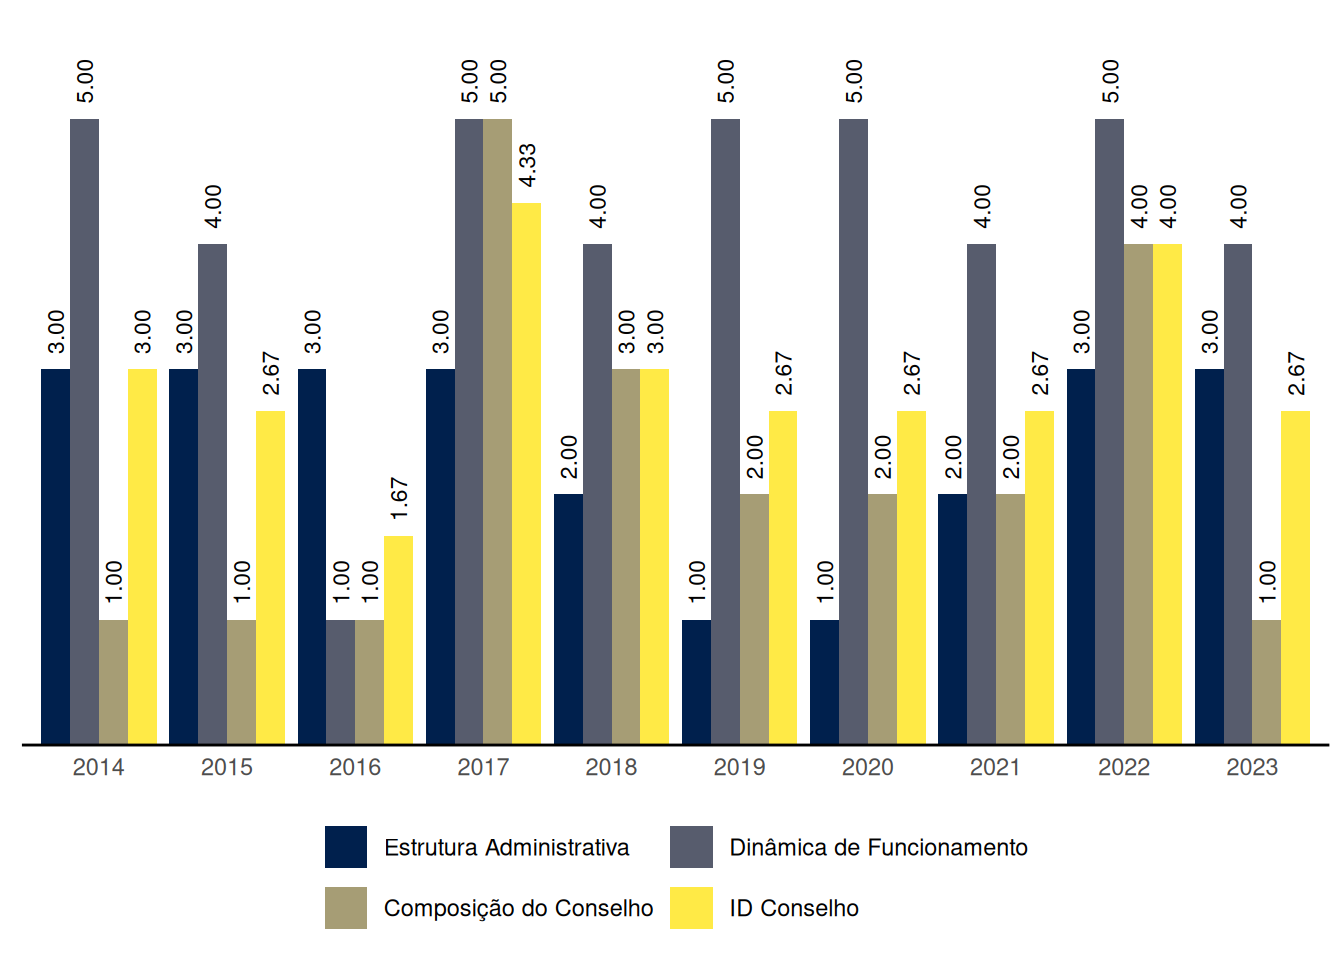 3.00 5.00 1.00 3.00
3.00 4.00 1.00 2.67
3.00 1.00 1.00 1.67
3.00 5.00 5.00 4.33
2.00 4.00 3.00 3.00
1.00 5.00 2.00 2.67
1.00 5.00 2.00 2.67
2.00 4.00 2.00 2.67
3.00 5.00 4.00 4.00
3.00 4.00 1.00 2.67
2014 2015 2016 2017 2018 2019 2020 2021 2022 2023
Estrutura Administrativa Dinâmica de Funcionamento
Composição do Conselho ID Conselho